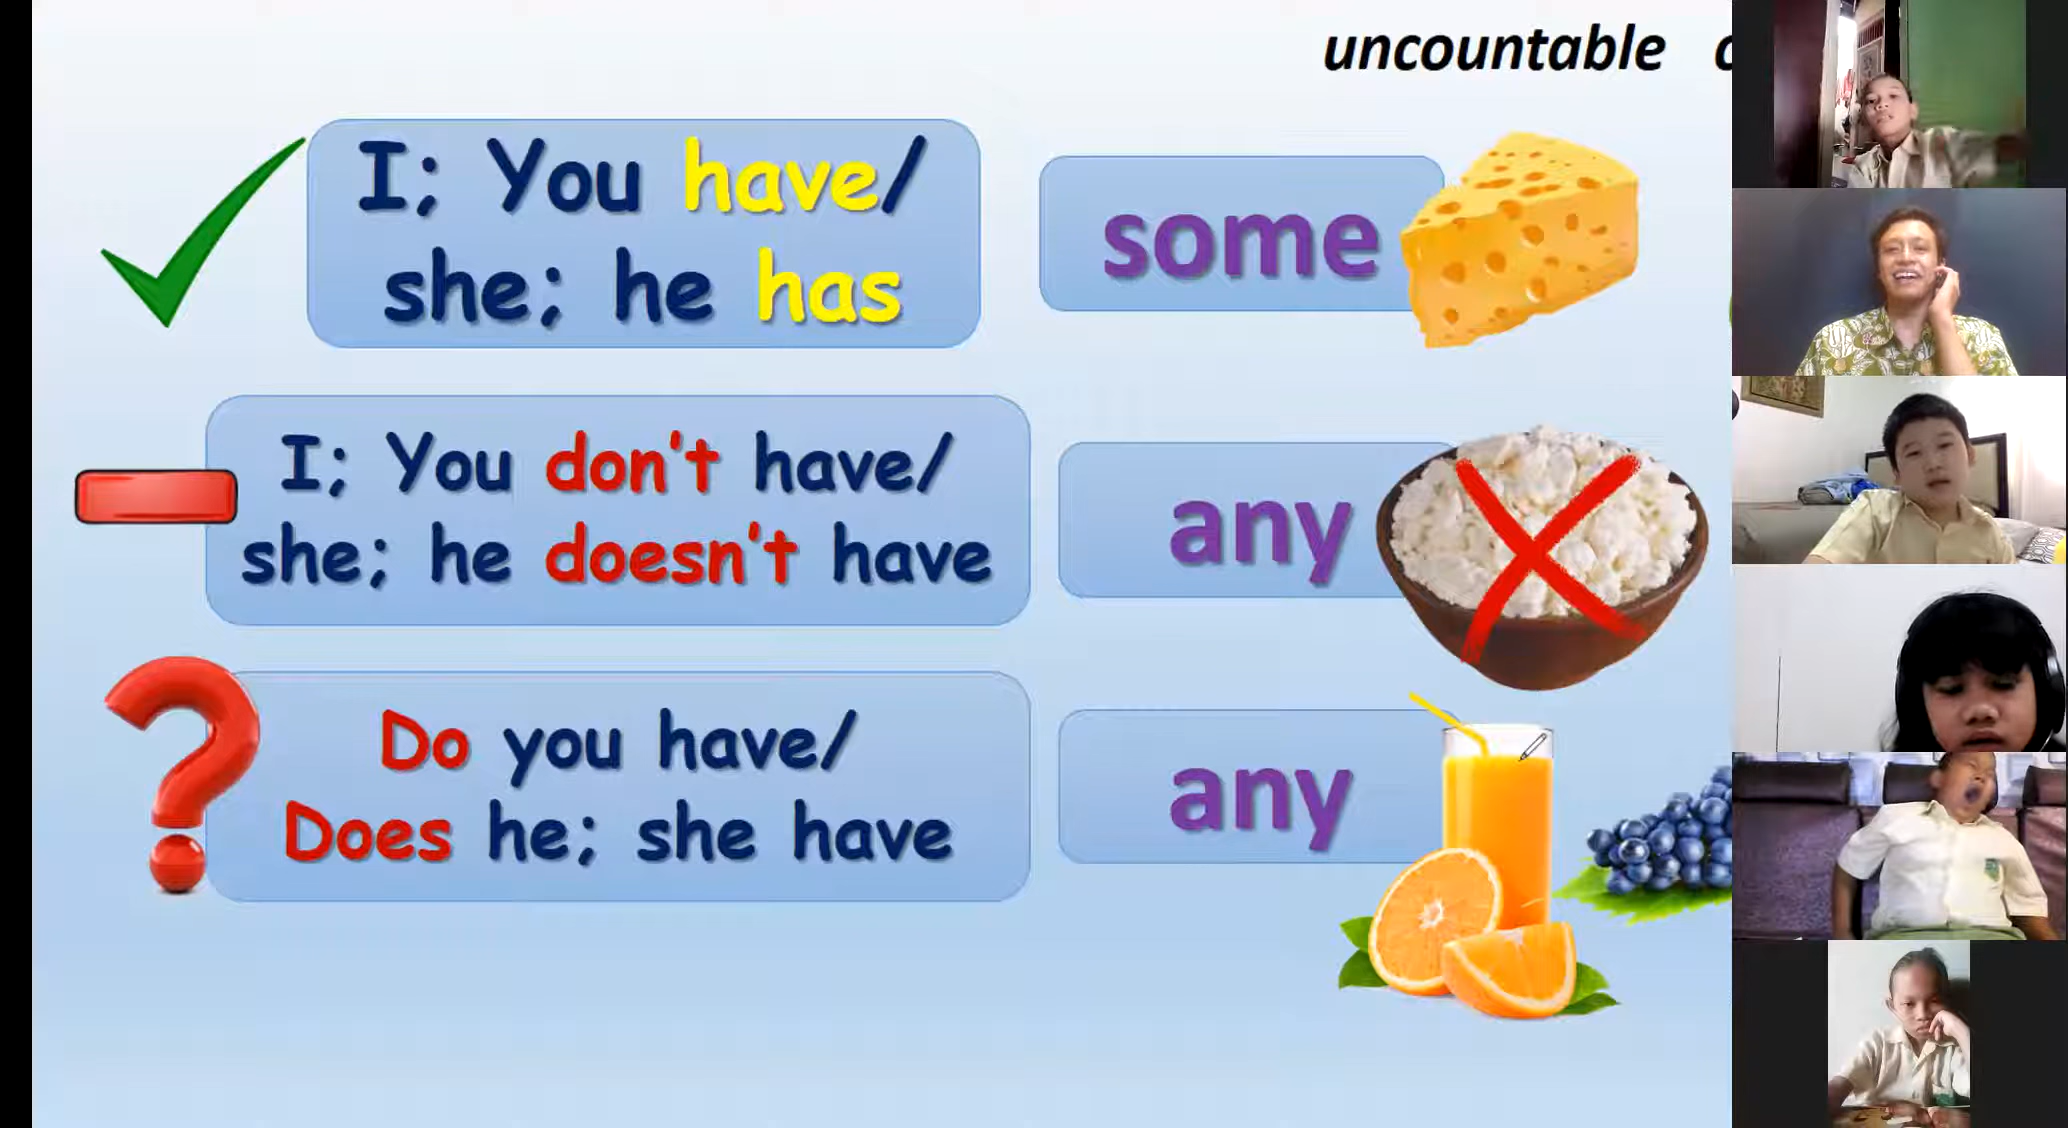 uncountable
I; You have/
she; he has
some
I; You don't have/
she; he doesn't have
any
Do you have/
Does he; she have
any